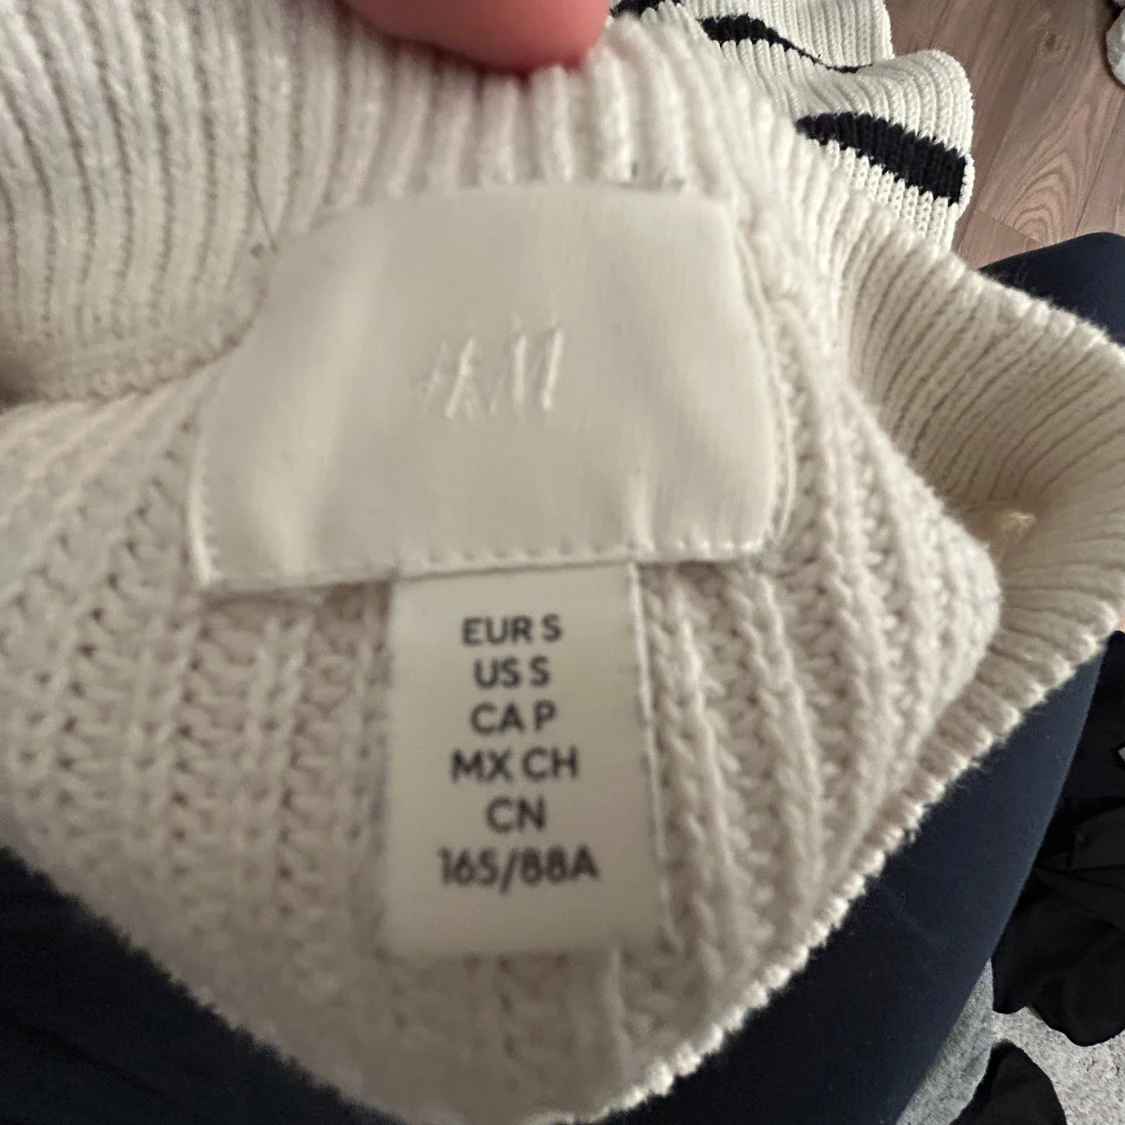 H&M
EUR S
US S
CA P
MX CH
CN
165/88A